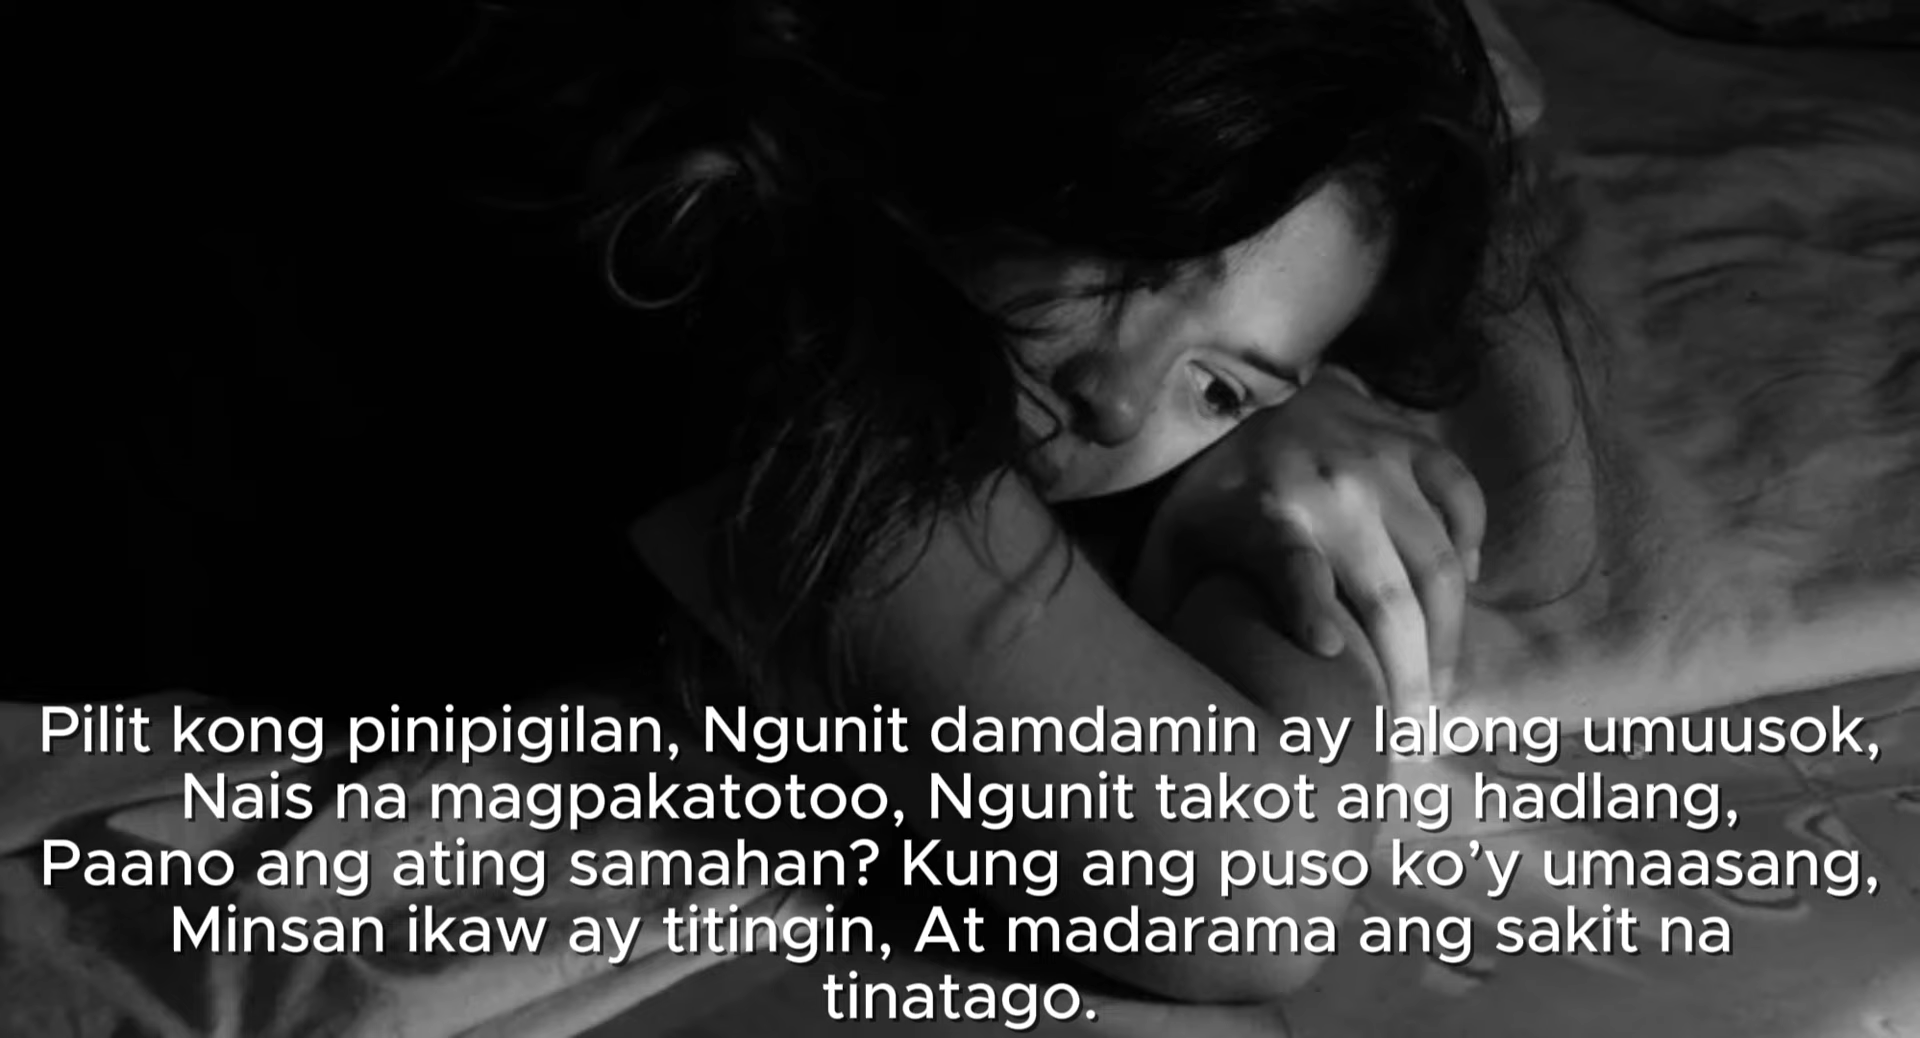 Pilit kong pinipigilan, Ngunit damdamin ay lalong umuusok,
Nais na magpakatotoo, Ngunit takot ang hadlang,
Paano ang ating samahan? Kung ang puso ko’y umaasang,
Minsan ikaw ay titingin, At madarama ang sakit na
tinatago.